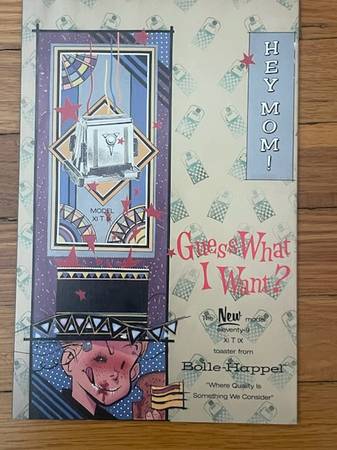 HEY MOM!
MODEL
XI T IX
Guess What
I Want?
The New model
eleventy-9
XI T IX
toaster from
Bolle-Happel
"Where Quality Is
Something We Consider"